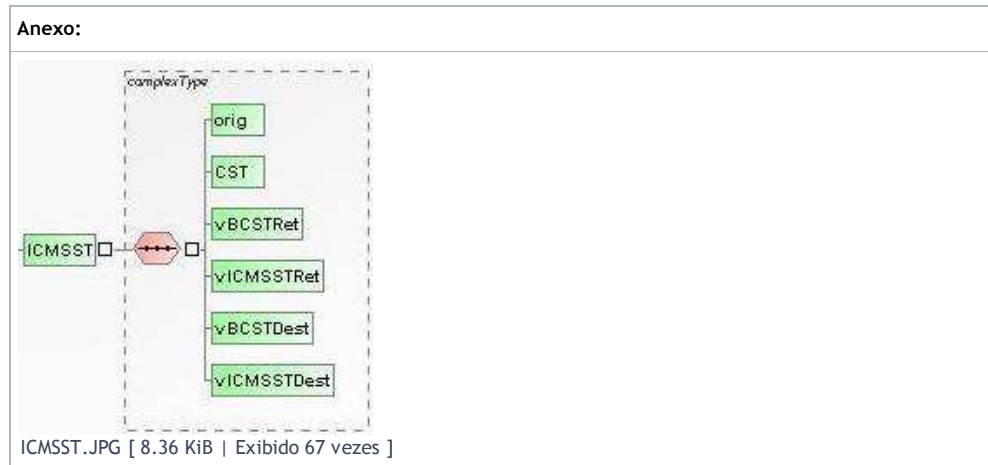 Anexo:
complexType
orig
CST
vBCSTRet
ICMSST
vICMSSTRet
vBCSTDest
vICMSSTDest
ICMSST.JPG [ 8.36 KiB | Exibido 67 vezes ]